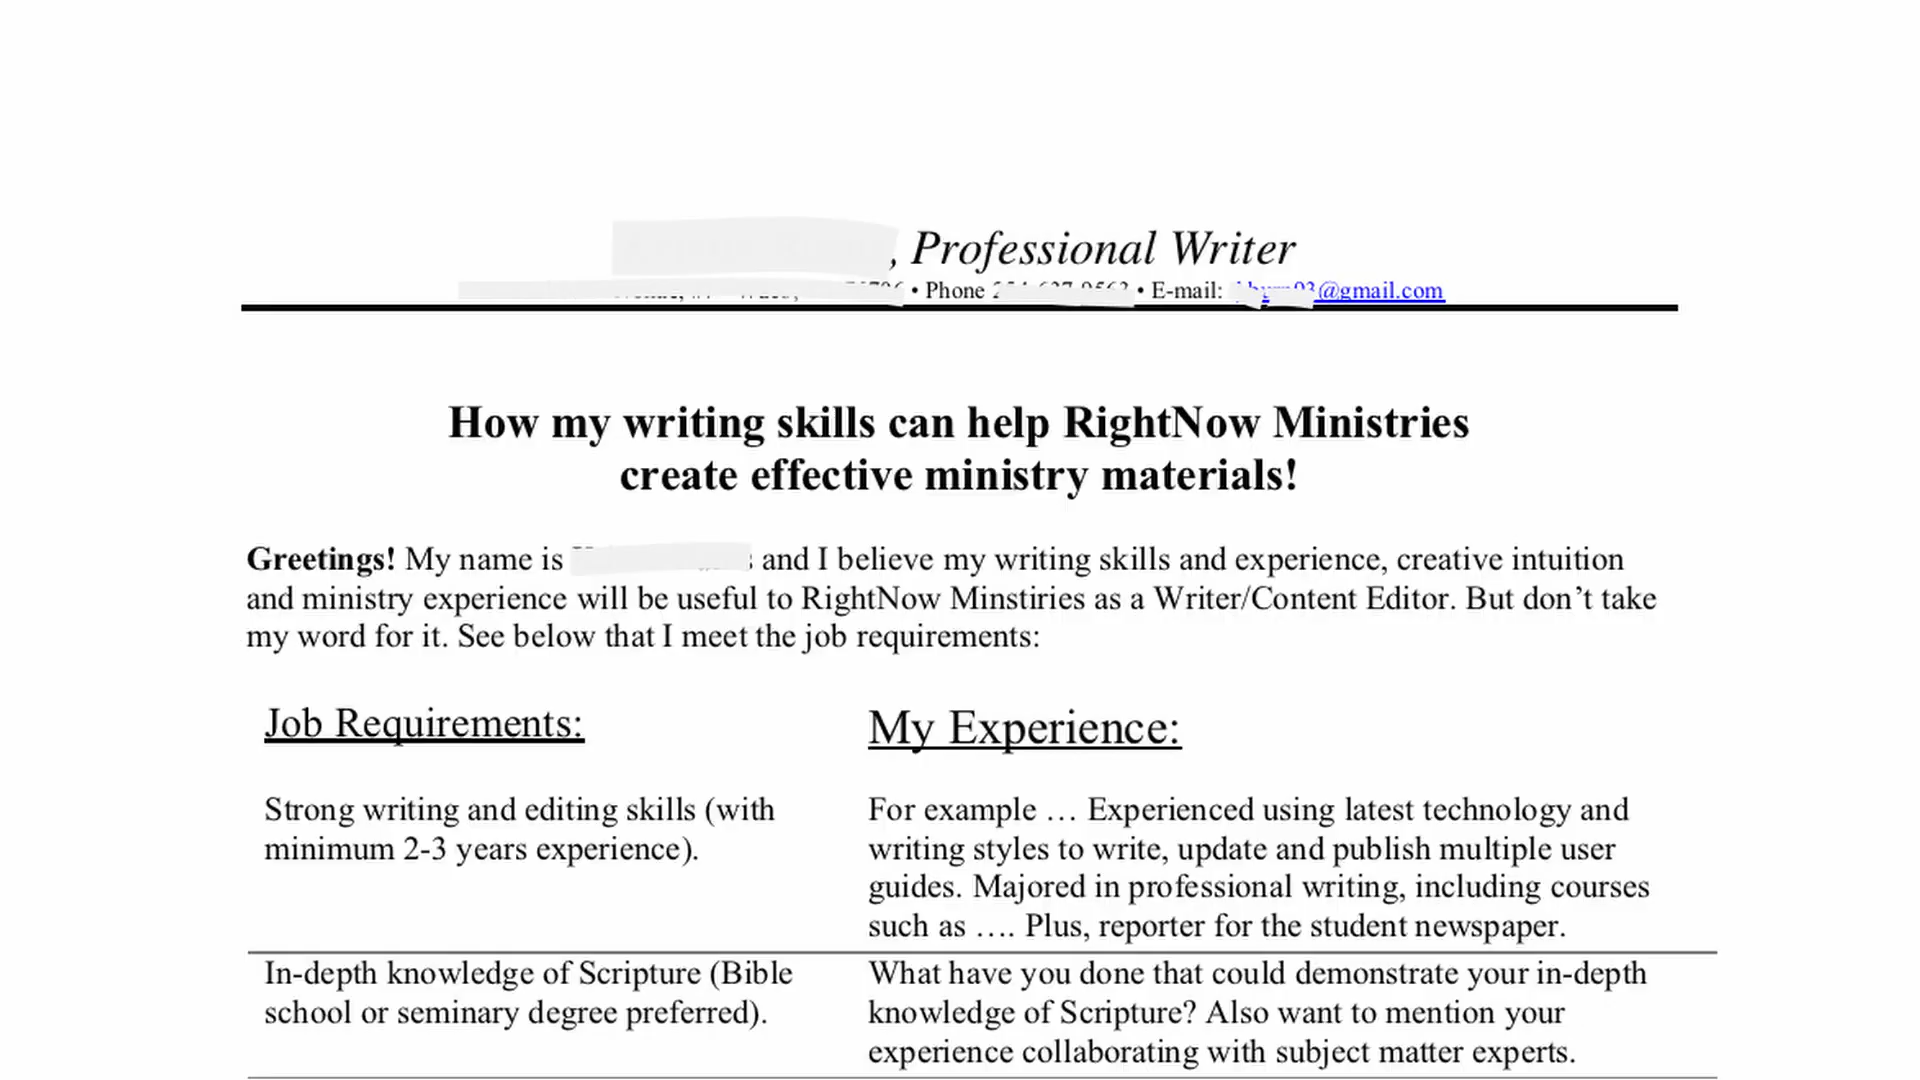 , Professional Writer
• Phone • E-mail: @gmail.com
How my writing skills can help RightNow Ministries
create effective ministry materials!
Greetings! My name is and I believe my writing skills and experience, creative intuition
and ministry experience will be useful to RightNow Minstiries as a Writer/Content Editor. But don’t take
my word for it. See below that I meet the job requirements:
Job Requirements:
My Experience:
Strong writing and editing skills (with
minimum 2-3 years experience).
For example … Experienced using latest technology and
writing styles to write, update and publish multiple user
guides. Majored in professional writing, including courses
such as …. Plus, reporter for the student newspaper.
In-depth knowledge of Scripture (Bible
school or seminary degree preferred).
What have you done that could demonstrate your in-depth
knowledge of Scripture? Also want to mention your
experience collaborating with subject matter experts.